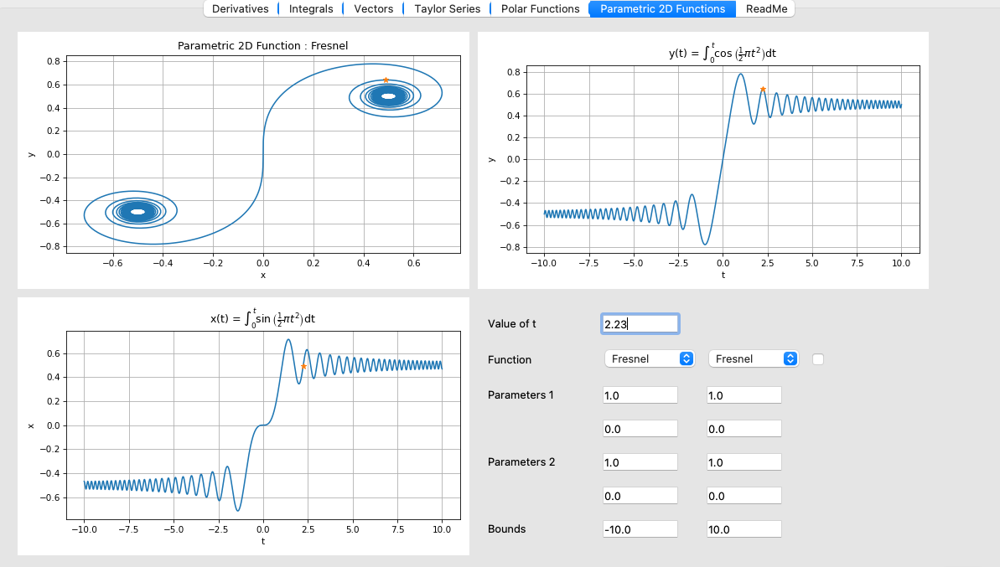 Derivatives Integrals Vectors Taylor Series Polar Functions Parametric 2D Functions ReadMe
Parametric 2D Function : Fresnel
0.8
0.6
0.4
0.2
0.0
−0.2
−0.4
−0.6
−0.8
y
−0.6 −0.4 −0.2 0.0 0.2 0.4 0.6
x
y(t) = ∫₀ᵗcos (½πt²)dt
0.8
0.6
0.4
0.2
0.0
−0.2
−0.4
−0.6
−0.8
y
−10.0 −7.5 −5.0 −2.5 0.0 2.5 5.0 7.5 10.0
t
x(t) = ∫₀ᵗsin (½πt²)dt
0.6
0.4
0.2
0.0
−0.2
−0.4
−0.6
x
−10.0 −7.5 −5.0 −2.5 0.0 2.5 5.0 7.5 10.0
t
Value of t 2.23
Function Fresnel Fresnel
Parameters 1 1.0 1.0
0.0 0.0
Parameters 2 1.0 1.0
0.0 0.0
Bounds -10.0 10.0